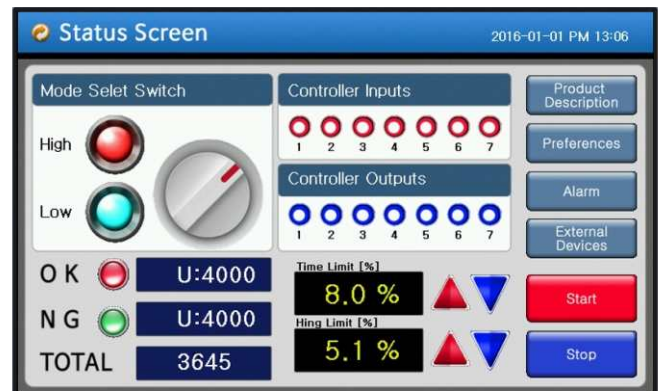 Status Screen
2016-01-01 PM 13:06
Mode Selet Switch
High
Low
Controller Inputs
1 2 3 4 5 6 7
Controller Outputs
1 2 3 4 5 6 7
Product
Description
Preferences
Alarm
External
Devices
OK U:4000
NG U:4000
TOTAL 3645
Time Limit [%]
8.0 %
Hing Limit [%]
5.1 %
Start
Stop